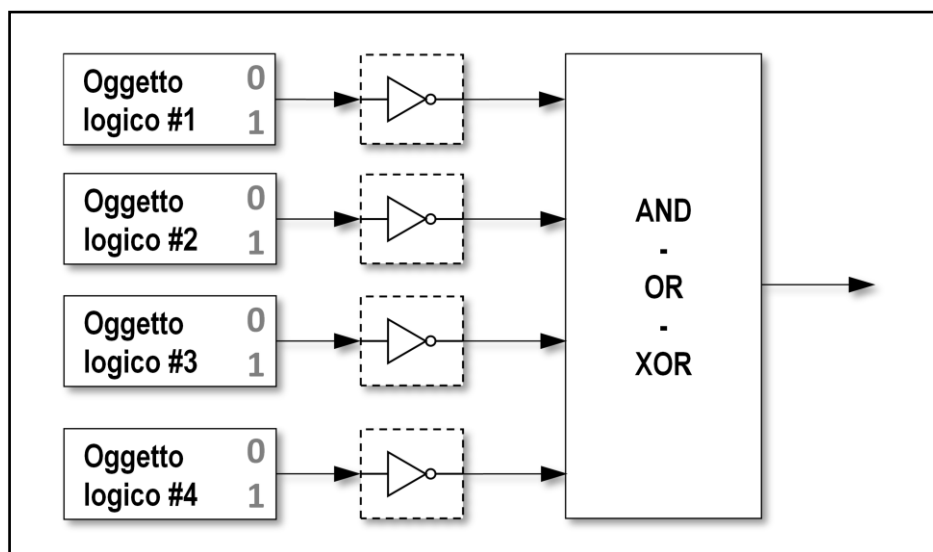 Oggetto 0
logico #1 1
Oggetto 0
logico #2 1
Oggetto 0
logico #3 1
Oggetto 0
logico #4 1
AND
-
OR
-
XOR